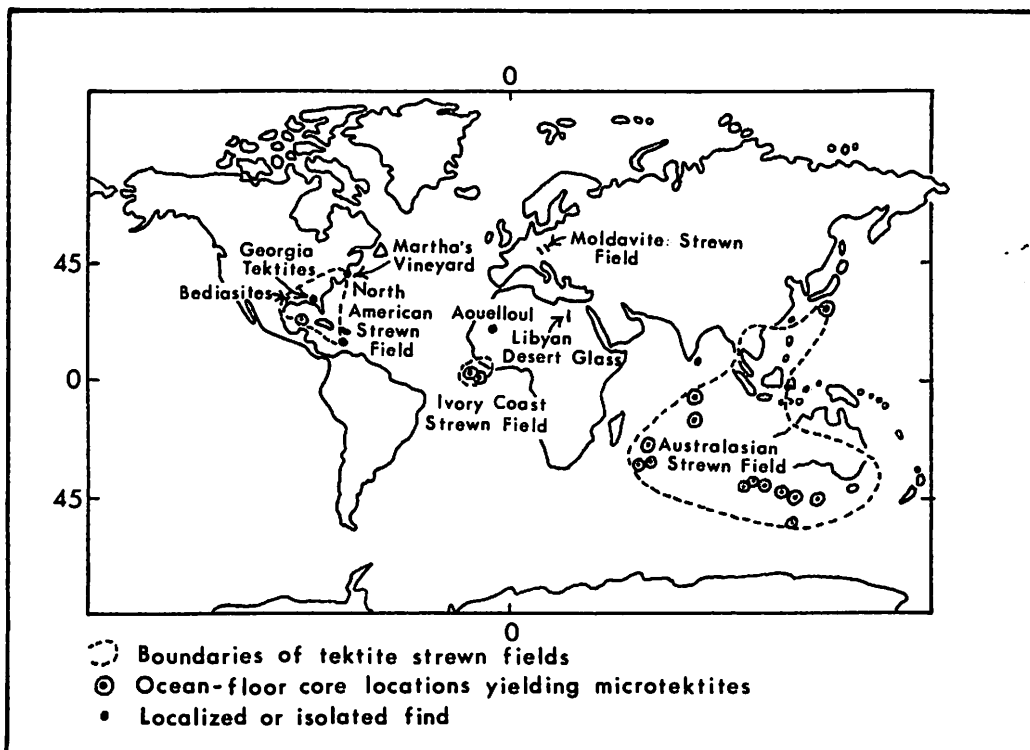 0
45
0
45
Georgia
Tektites
Bediasites
Martha's
Vineyard
North
American
Strewn
Field
Moldavite: Strewn
Field
Aouelloul
Libyan
Desert Glass
Ivory Coast
Strewn Field
Australasian
Strewn Field
0
Boundaries of tektite strewn fields
Ocean-floor core locations yielding microtektites
Localized or isolated find